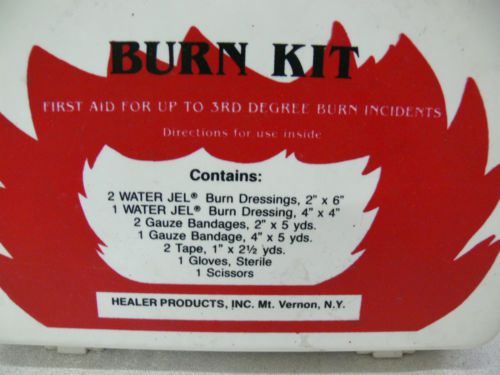 BURN KIT
FIRST AID FOR UP TO 3RD DEGREE BURN INCIDENTS
Directions for use inside
Contains:
2 WATER JEL® Burn Dressings, 2" x 6"
1 WATER JEL® Burn Dressing, 4" x 4"
2 Gauze Bandages, 2" x 5 yds.
1 Gauze Bandage, 4" x 5 yds.
2 Tape, 1" x 2½ yds.
1 Gloves, Sterile
1 Scissors
HEALER PRODUCTS, INC. Mt. Vernon, N.Y.